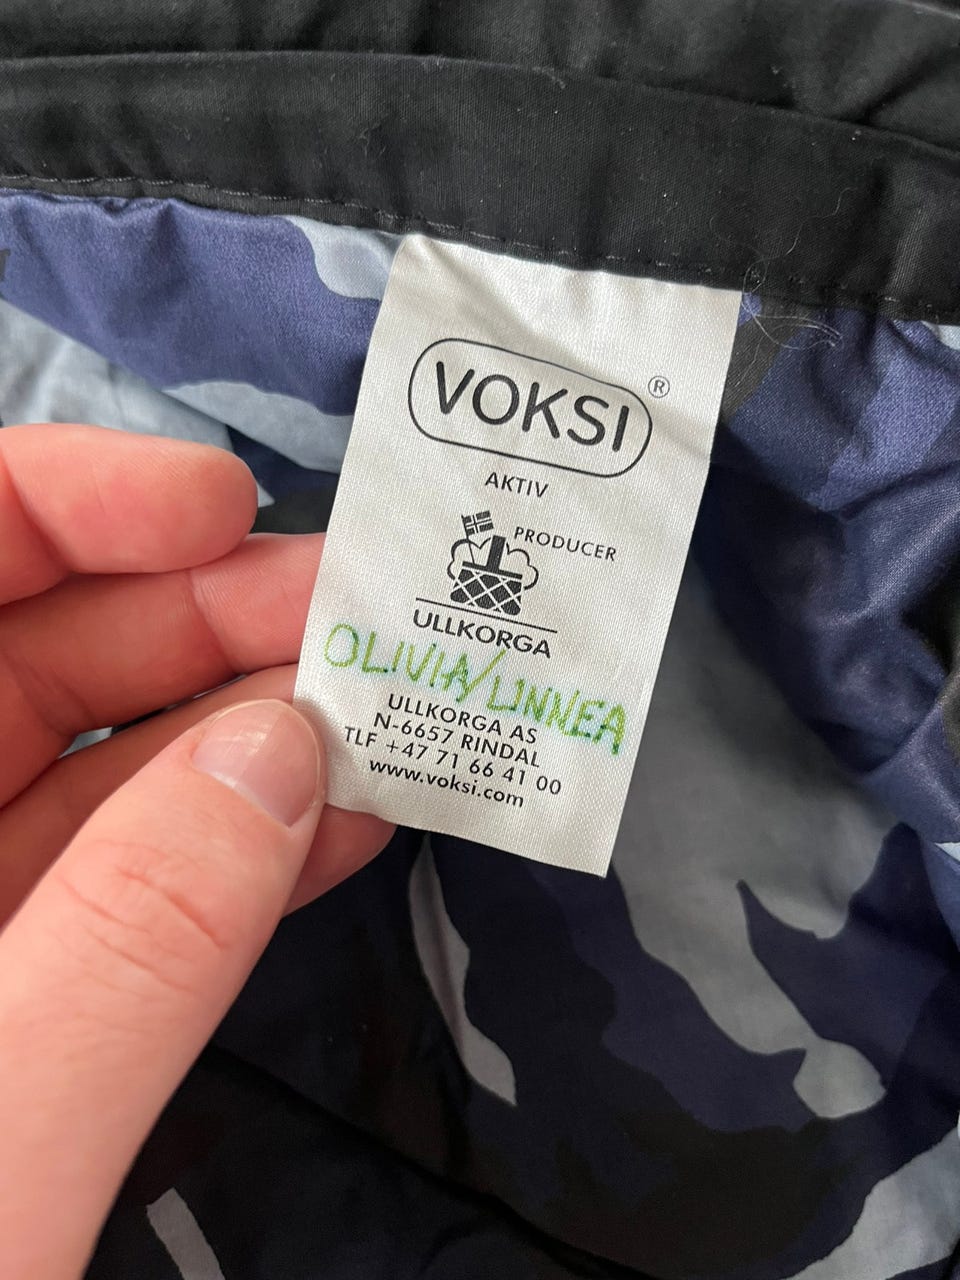 VOKSI®
AKTIV
PRODUCER
ULLKORGA
OLIVIA/LINNEA
ULLKORGA AS
N-6657 RINDAL
TLF +47 71 66 41 00
www.voksi.com